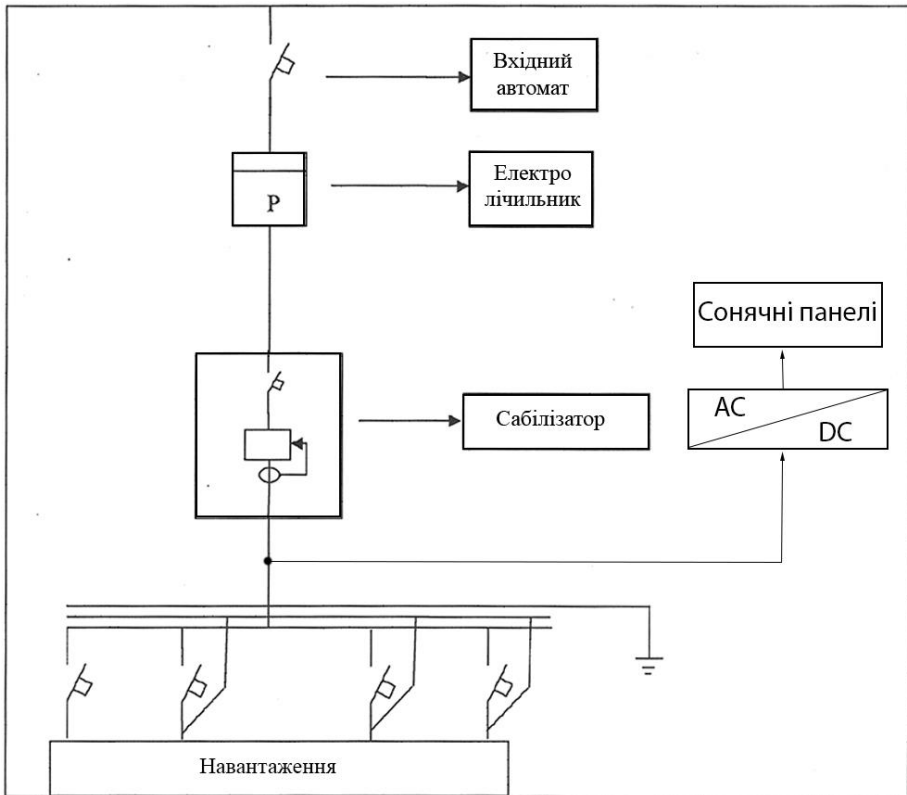 Вхідний
автомат
P
Електро
лічильник
Сонячні панелі
AC
DC
Сабілізатор
Навантаження